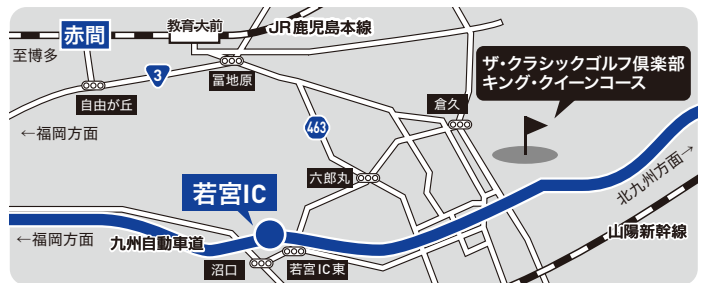 教育大前
JR鹿児島本線
赤間
至博多
3
冨地原
自由が丘
ザ・クラシックゴルフ倶楽部
キング・クイーンコース
倉久
←福岡方面
463
六郎丸
北九州方面→
若宮IC
←福岡方面
九州自動車道
山陽新幹線
沼口
若宮IC東